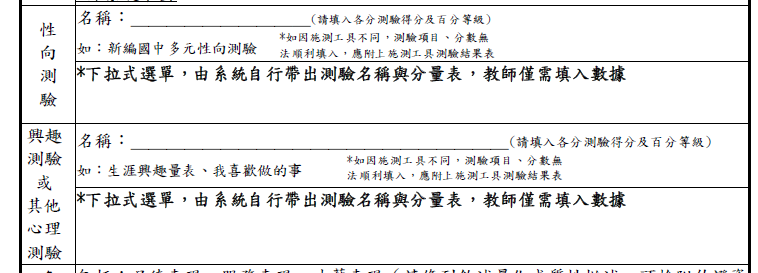 性向測驗
名稱：____________________(請填入各分測驗得分及百分等級)
如：新編國中多元性向測驗
*如因施測工具不同，測驗項目、分數無
法順利填入，應附上施測工具測驗結果表
*下拉式選單，由系統自行帶出測驗名稱與分量表，教師僅需填入數據
興趣測驗或其他心理測驗
名稱：__________________________________________(請填入各分測驗得分及百分等級)
如：生涯興趣量表、我喜歡做的事
*如因施測工具不同，測驗項目、分數無
法順利填入，應附上施測工具測驗結果表
*下拉式選單，由系統自行帶出測驗名稱與分量表，教師僅需填入數據